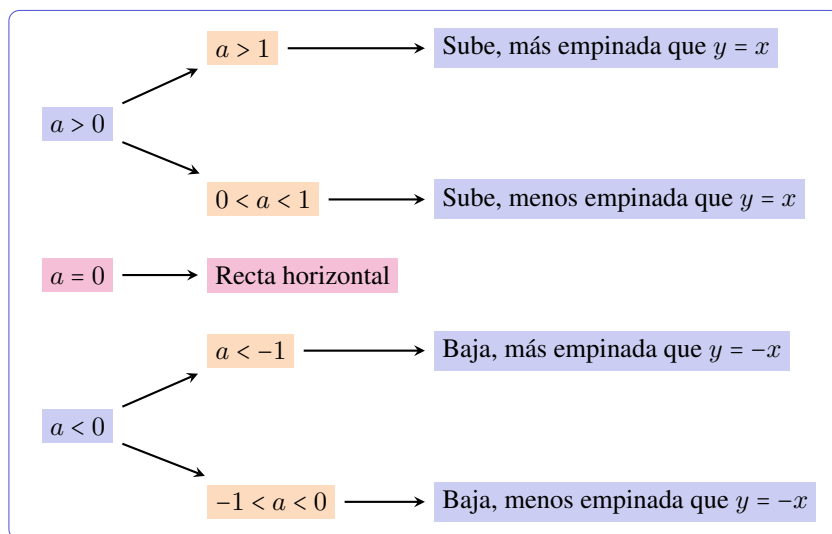 a > 1
Sube, más empinada que y = x
a > 0
0 < a < 1
Sube, menos empinada que y = x
a = 0
Recta horizontal
a < −1
Baja, más empinada que y = −x
a < 0
−1 < a < 0
Baja, menos empinada que y = −x